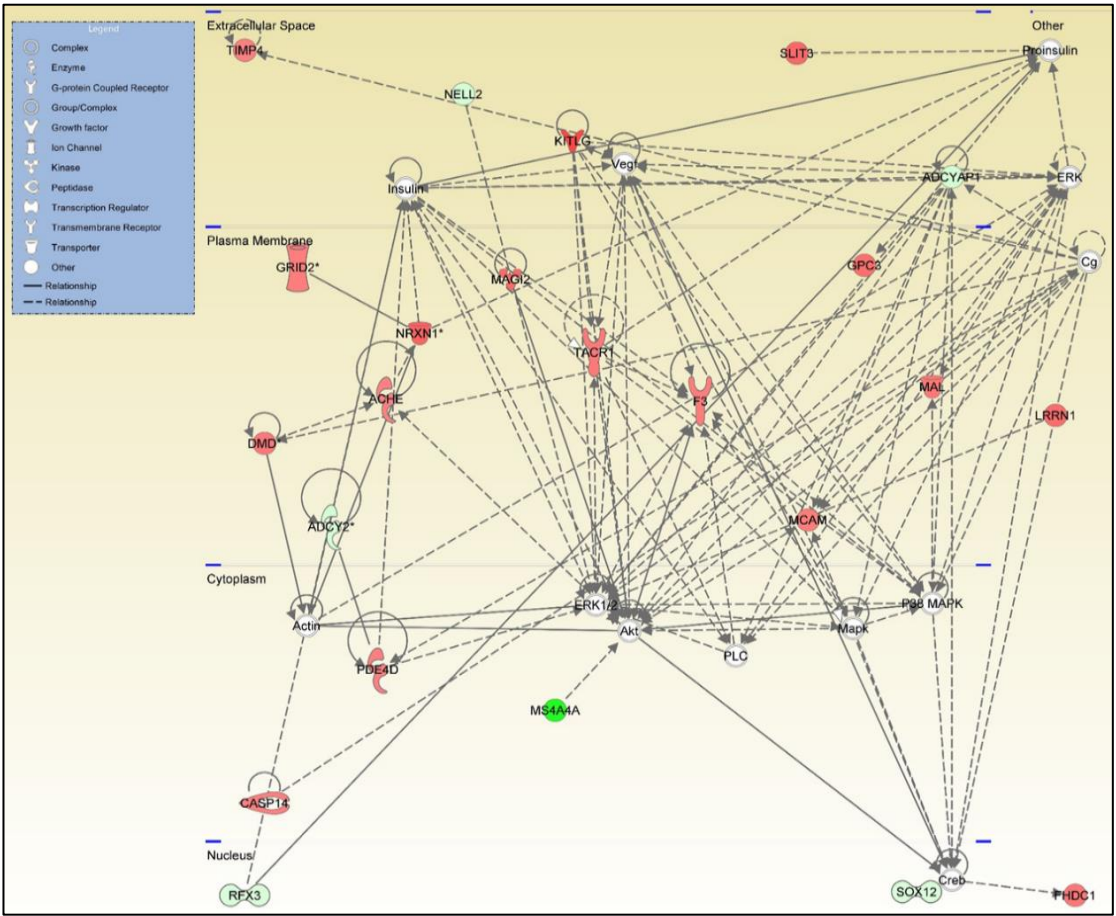 Legend
Complex
Enzyme
G-protein Coupled Receptor
Group/Complex
Growth factor
Ion Channel
Kinase
Peptidase
Transcription Regulator
Transmembrane Receptor
Transporter
Other
Relationship
Relationship
Extracellular Space
Other
TIMP4
SLIT3
Proinsulin
NELL2
KITLG
Vegf
Insulin
ADCYAP1
ERK
Plasma Membrane
GRID2*
MAGI2
GPC3
Cg
NRXN1*
TACR1
ACHE
F3
MAL
LRRN1
DMD
ADCY2*
MCAM
Cytoplasm
ERK1/2
P38 MAPK
Actin
Akt
Mapk
PLC
PDE4D
MS4A4A
CASP14
Nucleus
RFX3
SOX12
Creb
PHDC1